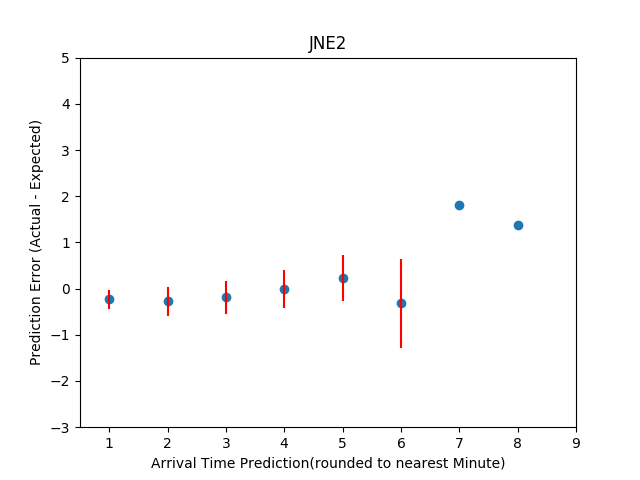 JNE2
Prediction Error (Actual - Expected)
5
4
3
2
1
0
−1
−2
−3
1 2 3 4 5 6 7 8 9
Arrival Time Prediction(rounded to nearest Minute)